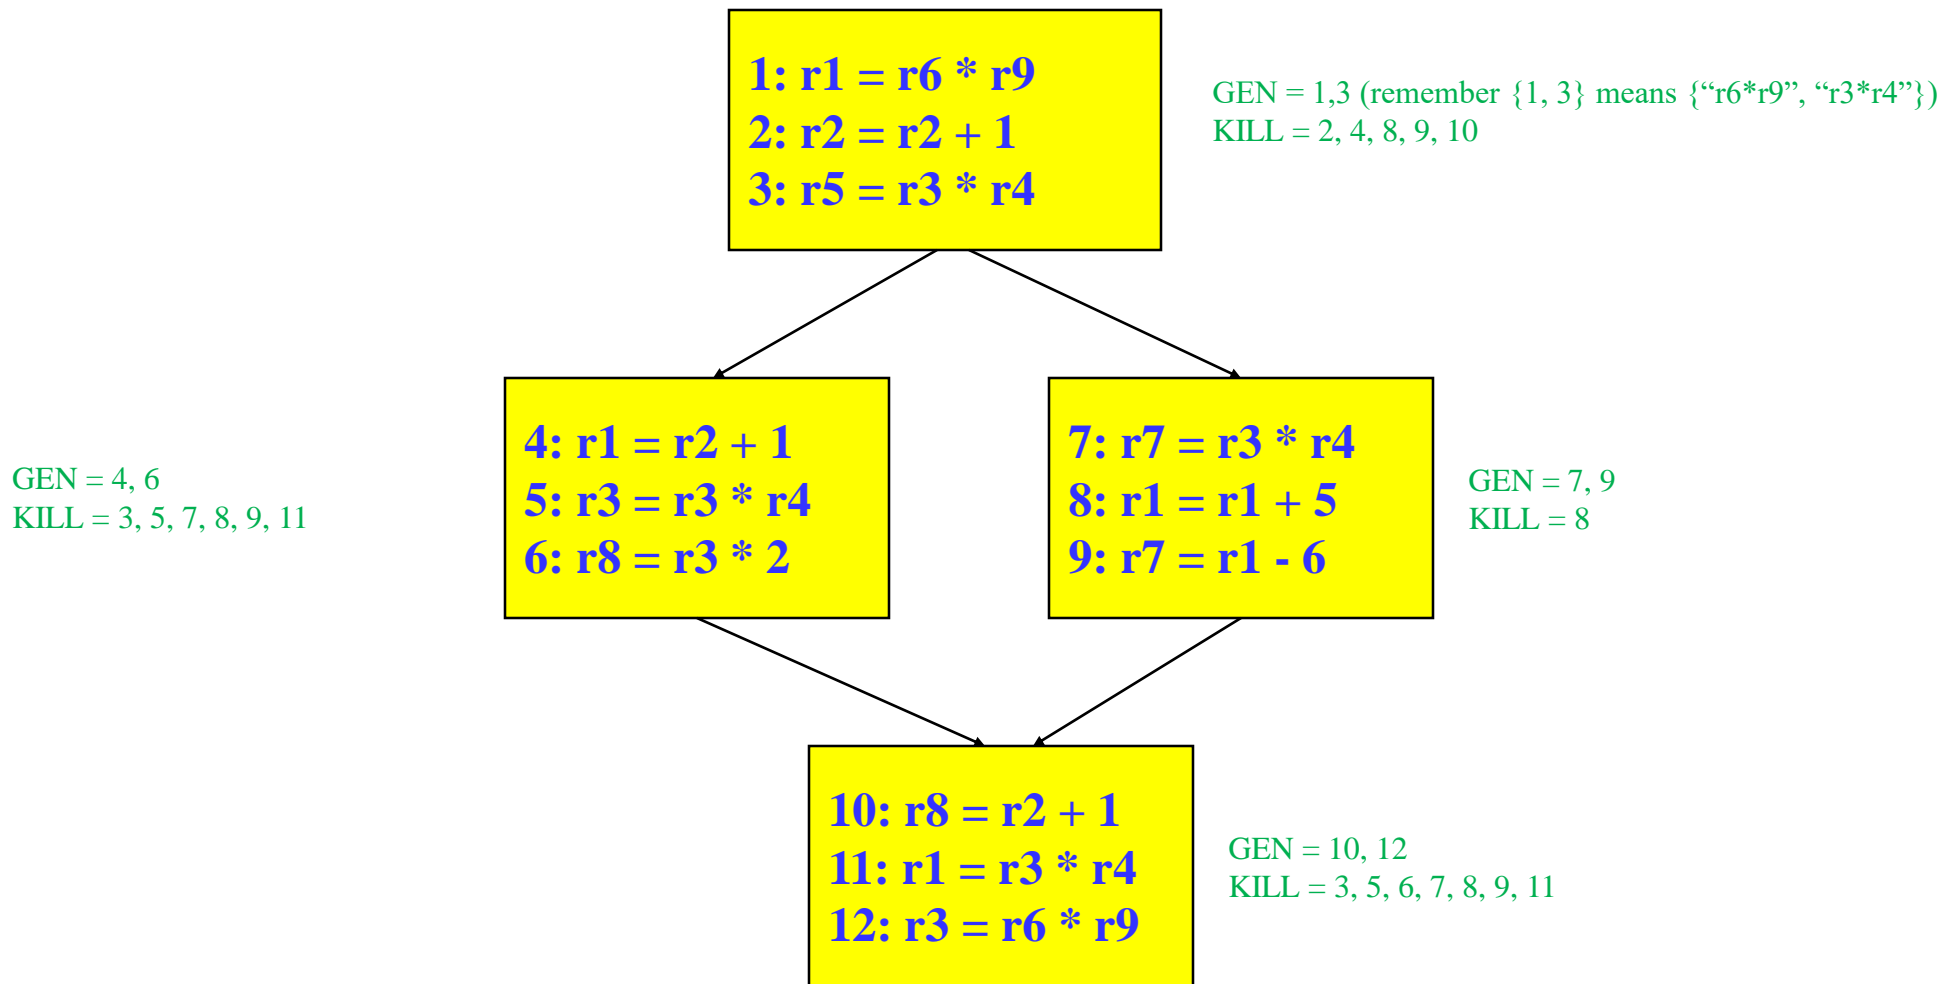 1: r1 = r6 * r9
2: r2 = r2 + 1
3: r5 = r3 * r4
GEN = 1,3 (remember {1, 3} means {“r6*r9”, “r3*r4”})
KILL = 2, 4, 8, 9, 10
GEN = 4, 6
KILL = 3, 5, 7, 8, 9, 11
4: r1 = r2 + 1
5: r3 = r3 * r4
6: r8 = r3 * 2
7: r7 = r3 * r4
8: r1 = r1 + 5
9: r7 = r1 - 6
GEN = 7, 9
KILL = 8
10: r8 = r2 + 1
11: r1 = r3 * r4
12: r3 = r6 * r9
GEN = 10, 12
KILL = 3, 5, 6, 7, 8, 9, 11